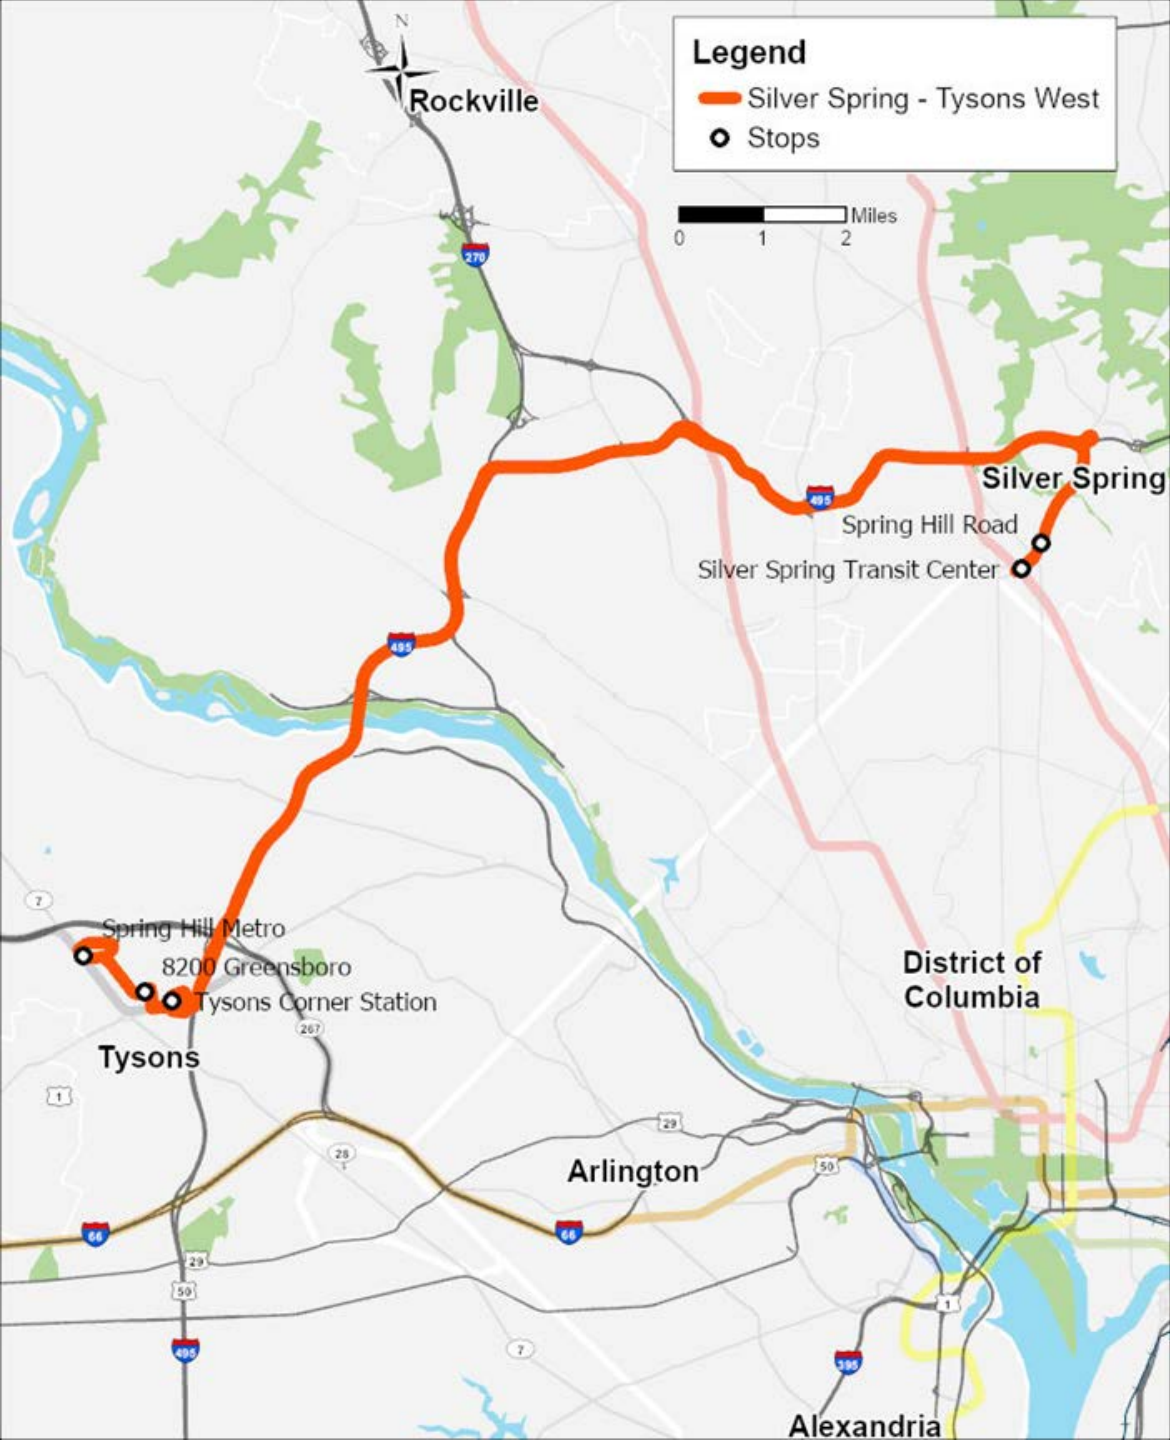 N
Rockville
Legend
Silver Spring - Tysons West
Stops
Miles
0 1 2
270
495
Silver Spring
Spring Hill Road
Silver Spring Transit Center
495
7
Spring Hill Metro
8200 Greensboro
Tysons Corner Station
District of
Columbia
267
Tysons
1
29
28
Arlington
50
66
66
29
50
1
495
7
395
Alexandria